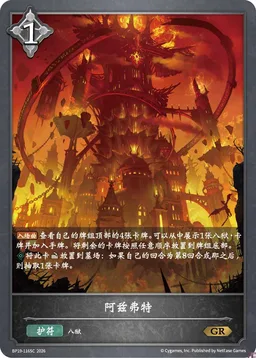 1
入场曲 查看自己的牌组顶部的4张卡牌。可以从中展示1张八狱·卡
牌并加入手牌。将剩余的卡牌按照任意顺序放置到牌组底部。
将此卡牌放置到墓场：如果自己的回合为第8回合或那之后，
则抽取1张卡牌。
阿兹弗特
护符 八狱
GR
© Cygames, Inc. Published by NetEase Games